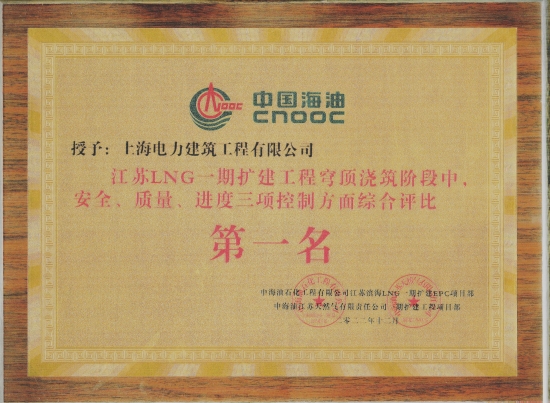 中国海油
CNOOC
授予：上海电力建筑工程有限公司
江苏LNG一期扩建工程穹顶浇筑阶段中，
安全、质量、进度三项控制方面综合评比
第一名
中海油石化工程有限公司江苏滨海LNG一期扩建EPC项目部
中海油江苏天然气有限责任公司一期扩建工程项目部
二〇二二年十二月